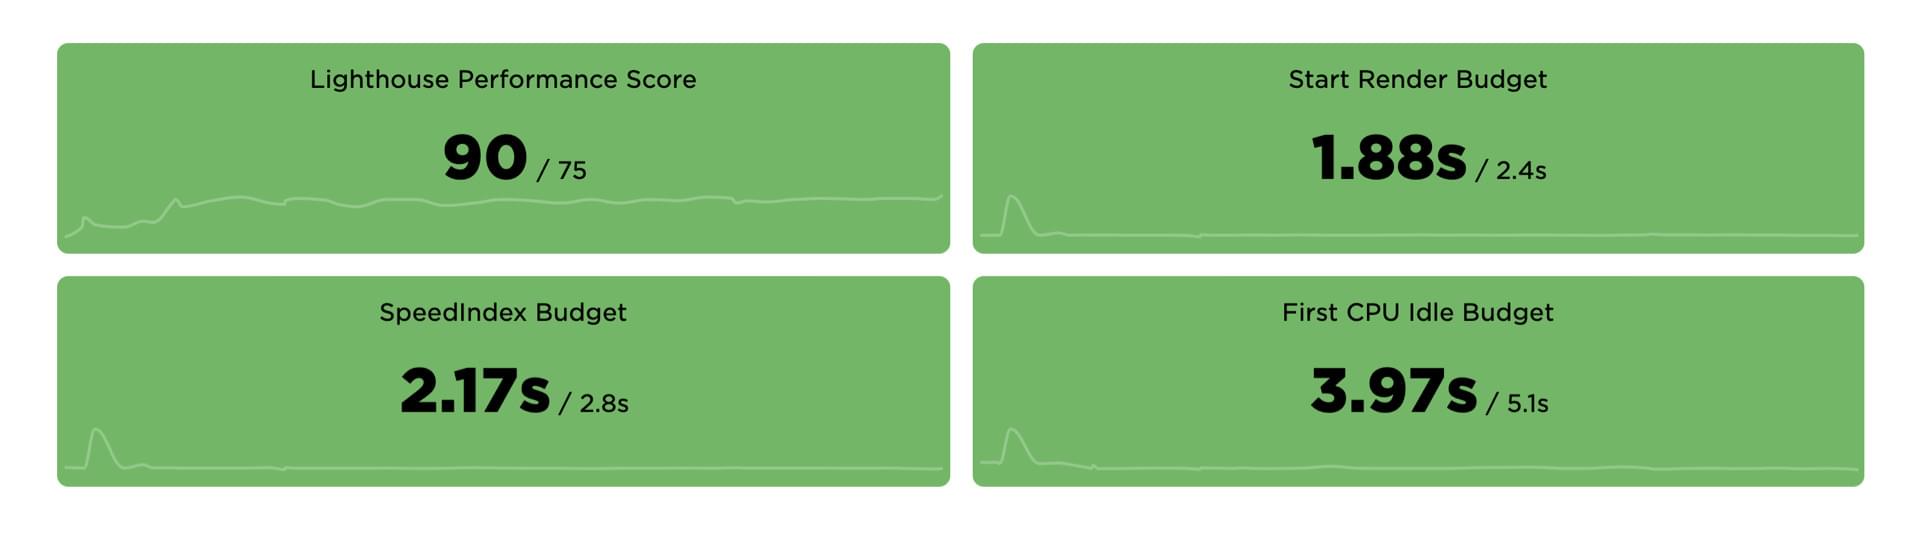 Lighthouse Performance Score
90 / 75
Start Render Budget
1.88s / 2.4s
SpeedIndex Budget
2.17s / 2.8s
First CPU Idle Budget
3.97s / 5.1s